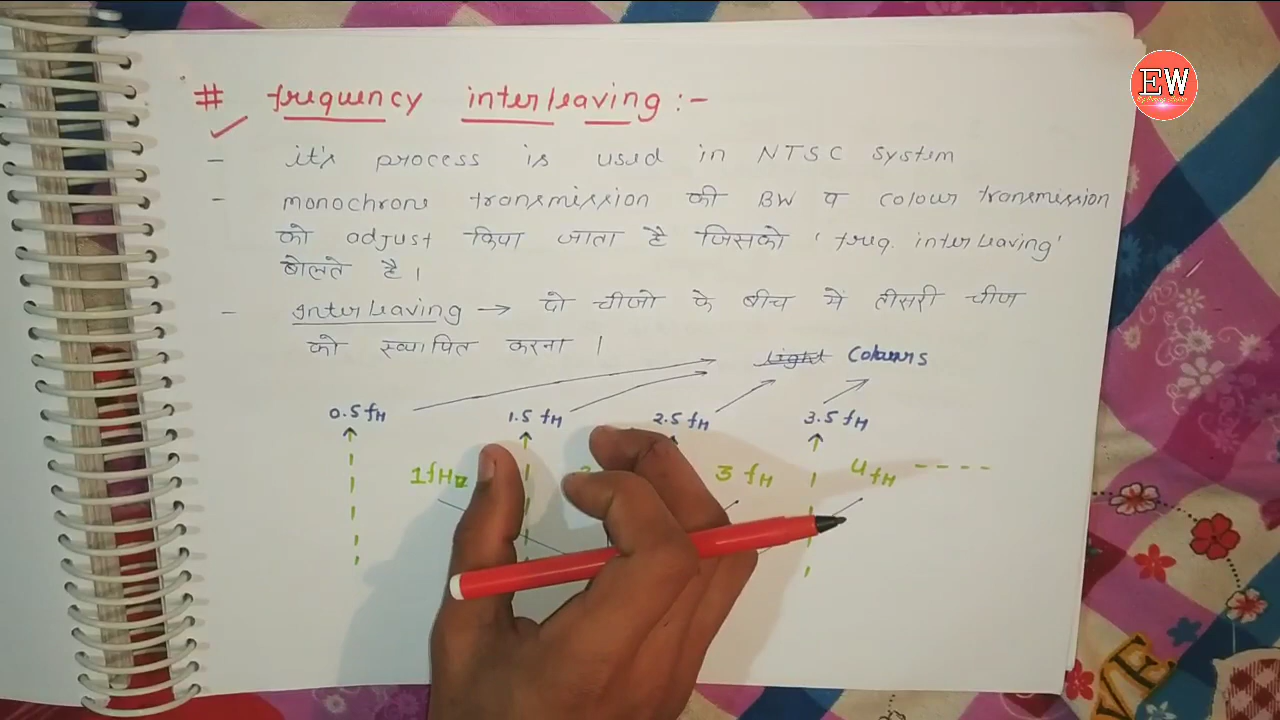 # frequency interleaving :-
- it's process is used in NTSC system
- monochrome transmission की BW व colour transmission
को adjust किया जाता है जिसको 'freq. interleaving'
बोलते है।
- Interleaving → दो चीजो के बीच में तीसरी चीज
को स्थापित करना ।
Colours
0.5 fH 1.5 fH 2.5 fH 3.5 fH
1fHz 3 fH 4 fH ----
EW
VE